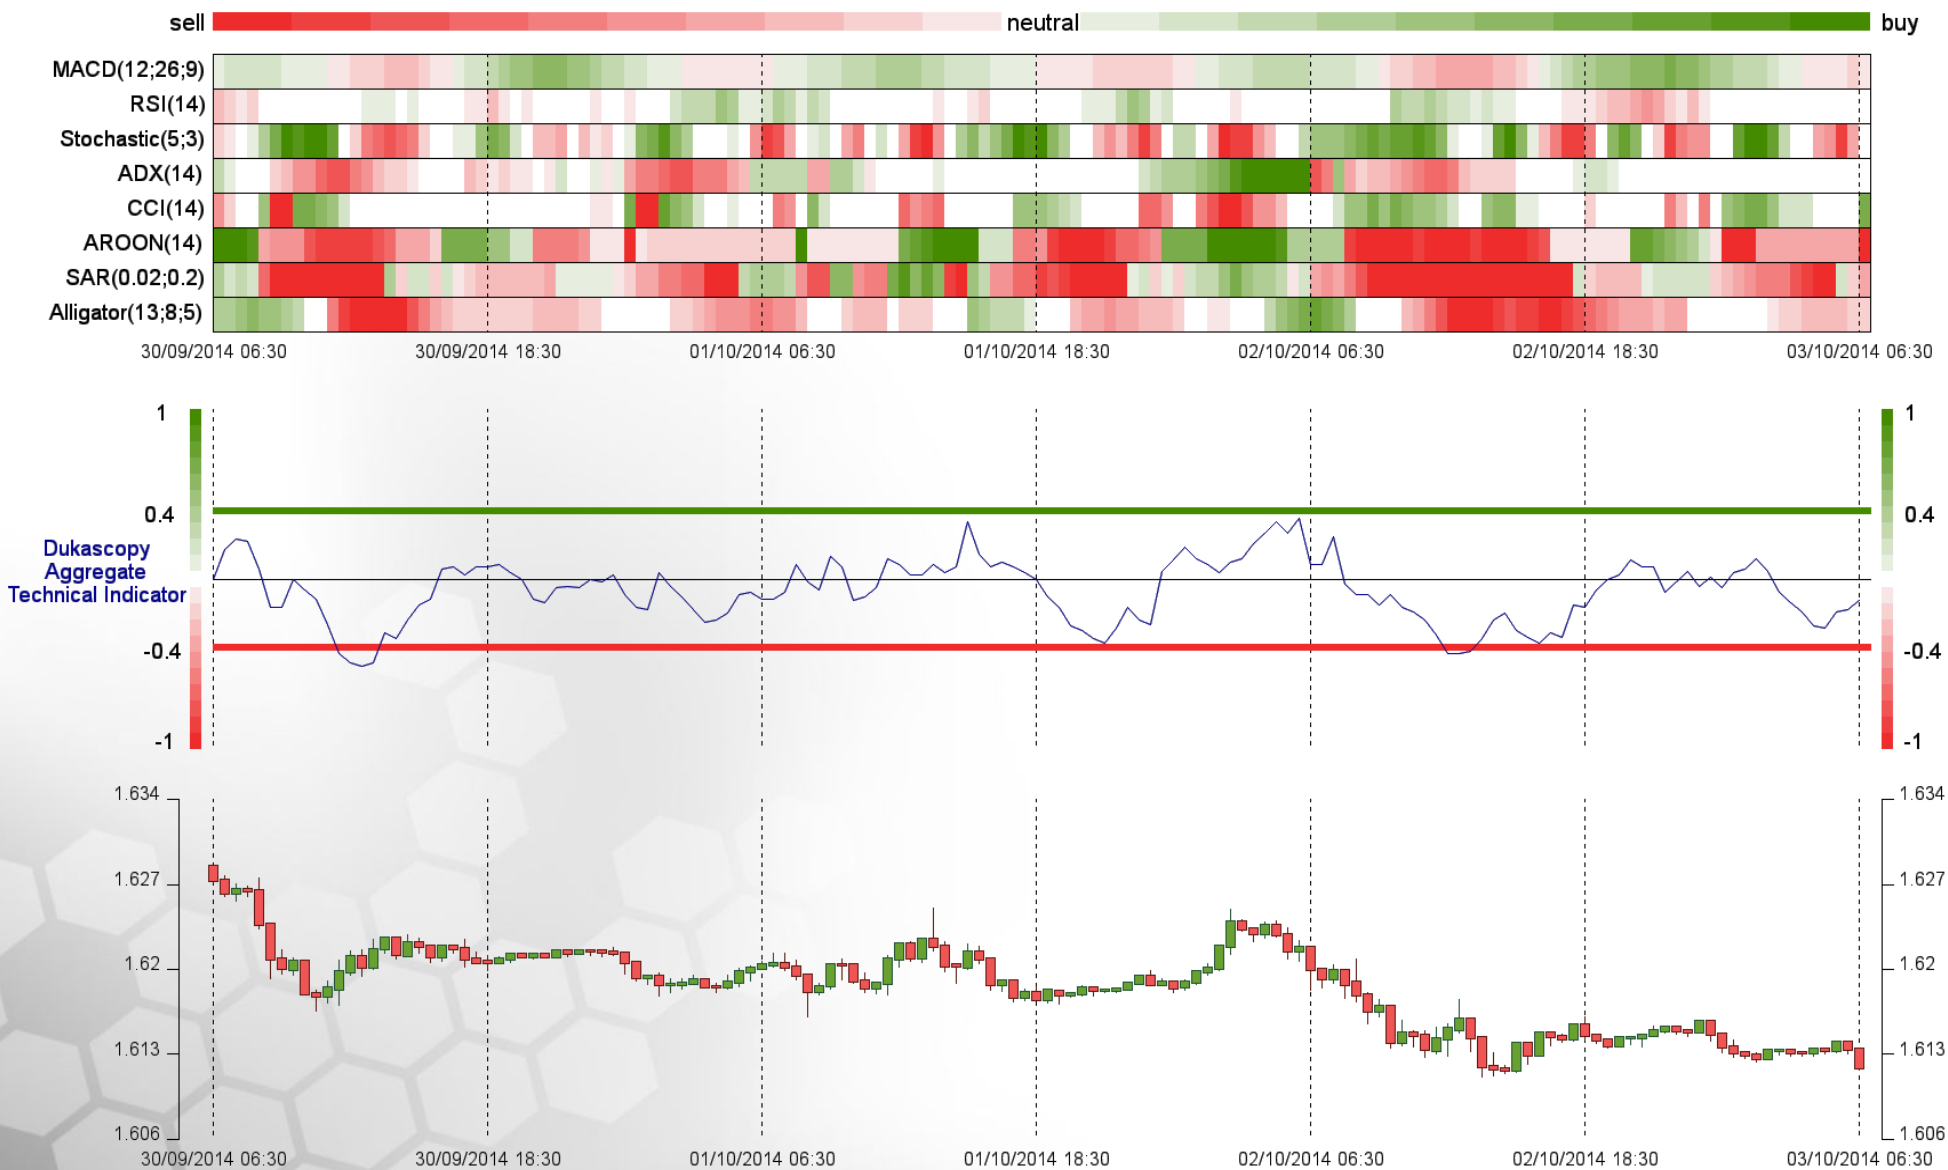 sell neutral buy
MACD(12;26;9)
RSI(14)
Stochastic(5;3)
ADX(14)
CCI(14)
AROON(14)
SAR(0.02;0.2)
Alligator(13;8;5)
30/09/2014 06:30 30/09/2014 18:30 01/10/2014 06:30 01/10/2014 18:30 02/10/2014 06:30 02/10/2014 18:30 03/10/2014 06:30
1 1
0.4 0.4
Dukascopy
Aggregate
Technical Indicator
-0.4 -0.4
-1 -1
1.634 1.634
1.627 1.627
1.62 1.62
1.613 1.613
1.606 1.606
30/09/2014 06:30 30/09/2014 18:30 01/10/2014 06:30 01/10/2014 18:30 02/10/2014 06:30 02/10/2014 18:30 03/10/2014 06:30